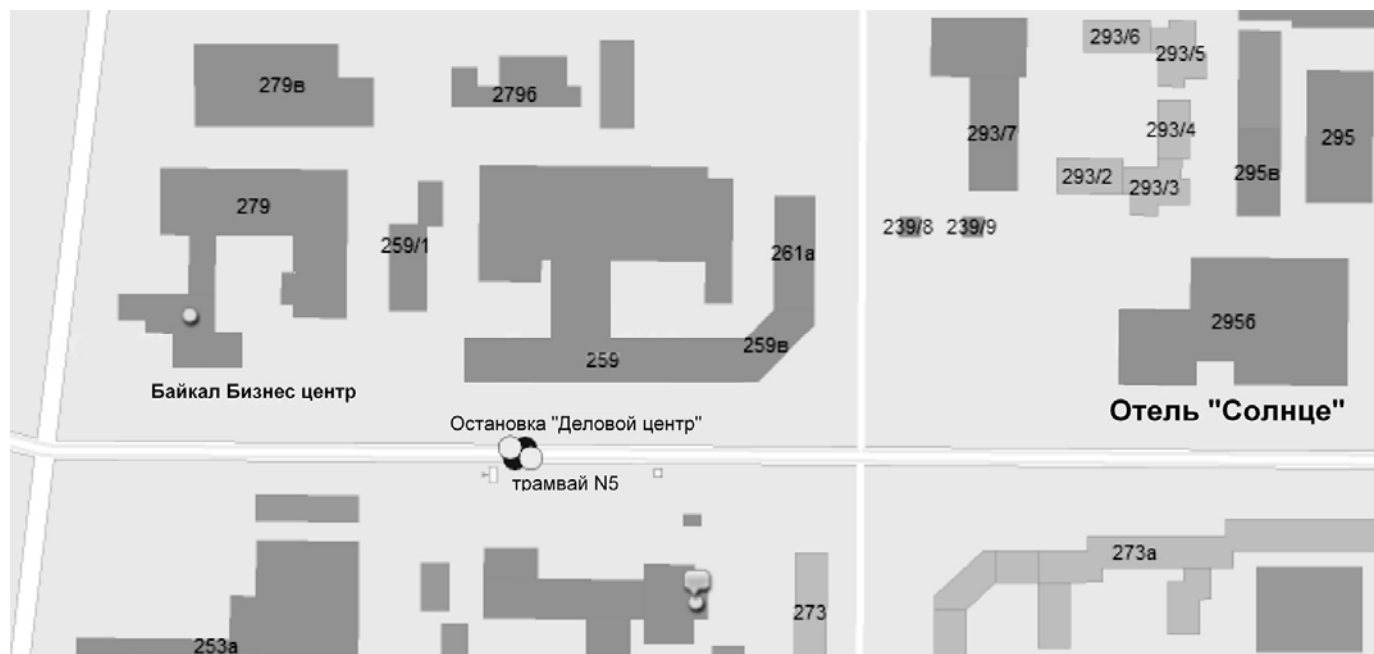 293/6
293/5
279в
279б
293/7
293/4
295
295в
293/2
293/3
279
259/1
261а
239/8
239/9
295б
259в
259
Байкал Бизнес центр
Отель "Солнце"
Остановка "Деловой центр"
трамвай N5
273а
273
253а